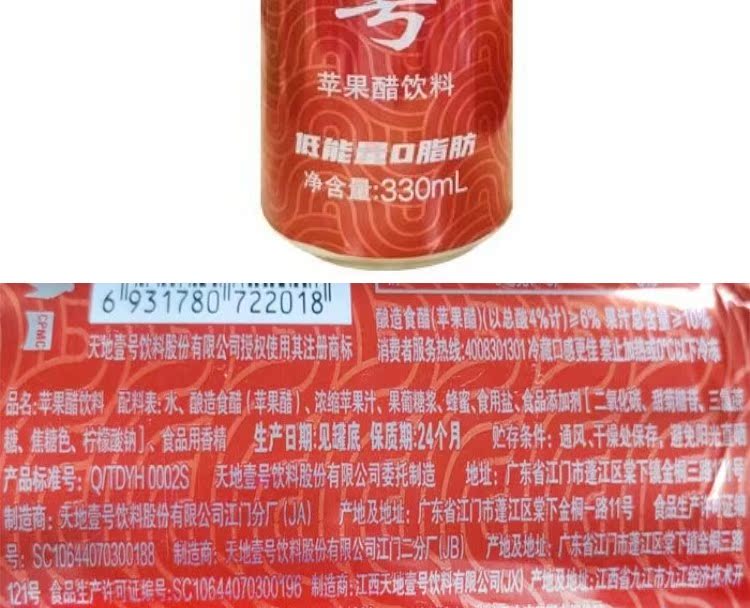 号
苹果醋饮料
低能量0脂肪
净含量:330mL
6 931780 722018
CPMC
天地壹号饮料股份有限公司授权使用其注册商标
酿造食醋(苹果醋)(以总酸4%计)≥6% 果汁总含量≥10%
消费者服务热线:4008301301 冷藏口感更佳 禁止加热或0℃以下冷冻
品名:苹果醋饮料 配料表:水、酿造食醋(苹果醋)、浓缩苹果汁、果葡糖浆、蜂蜜、食用盐、食品添加剂[二氧化碳、
糖、焦糖色、柠檬酸钠]、食品用香精 生产日期:见罐底 保质期:24个月 贮存条件:通风、干燥处保存,避免阳光直晒
产品标准号:Q/TDYH 0002S 天地壹号饮料股份有限公司委托制造 地址:广东省江门市蓬江区棠下镇金桐三路
制造商:天地壹号饮料股份有限公司江门分厂(JA) 产地及地址:广东省江门市蓬江区棠下金桐一路11号 食品生产许可证编
号:SC10644070300188 制造商:天地壹号饮料股份有限公司江门二分厂(JB) 产地及地址:广东省江门市蓬江区棠下镇金桐三路
121号 食品生产许可证编号:SC10644070300196 制造商:江西天地壹号饮料有限公司(JX) 产地及地址:江西省九江市九江经济技术开